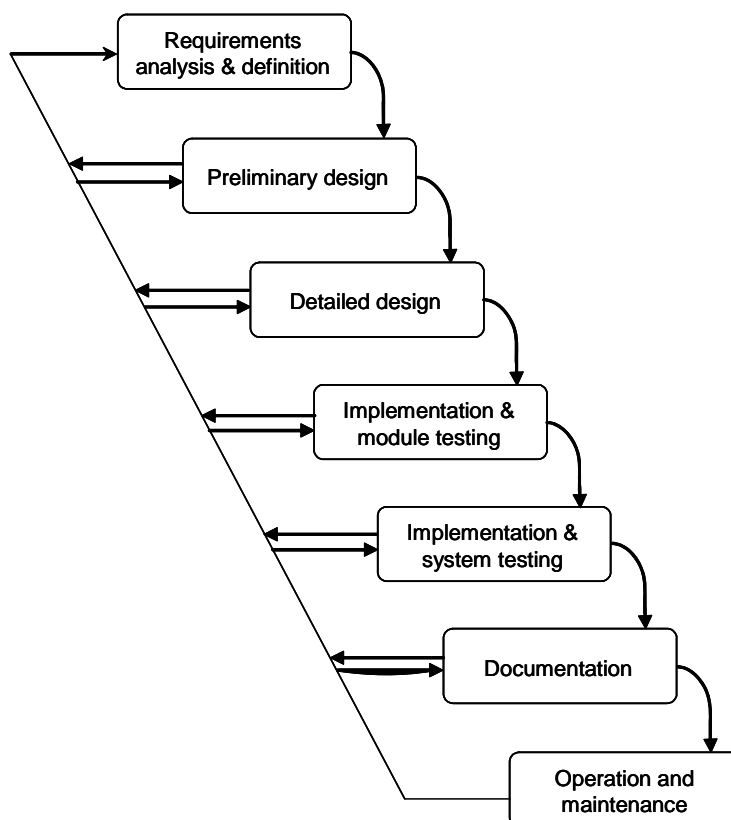 Requirements
analysis & definition
Preliminary design
Detailed design
Implementation &
module testing
Implementation &
system testing
Documentation
Operation and
maintenance